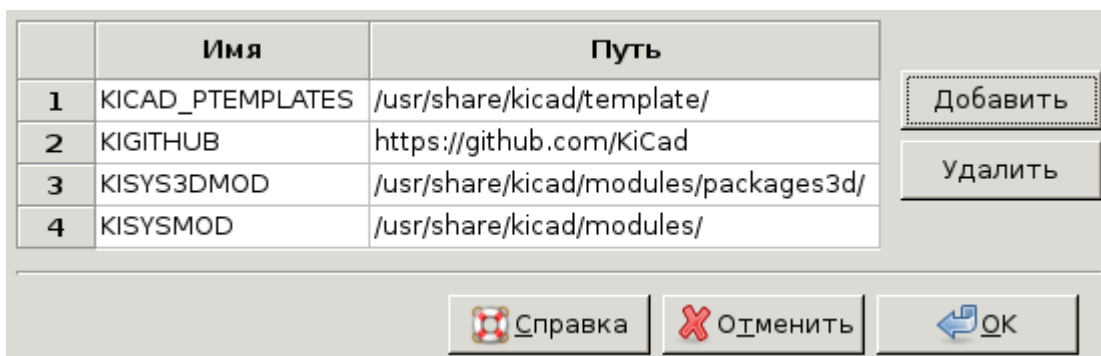 Имя Путь
1 KICAD_PTEMPLATES /usr/share/kicad/template/ Добавить
2 KIGITHUB https://github.com/KiCad
3 KISYS3DMOD /usr/share/kicad/modules/packages3d/ Удалить
4 KISYSMOD /usr/share/kicad/modules/
Справка Отменить OK